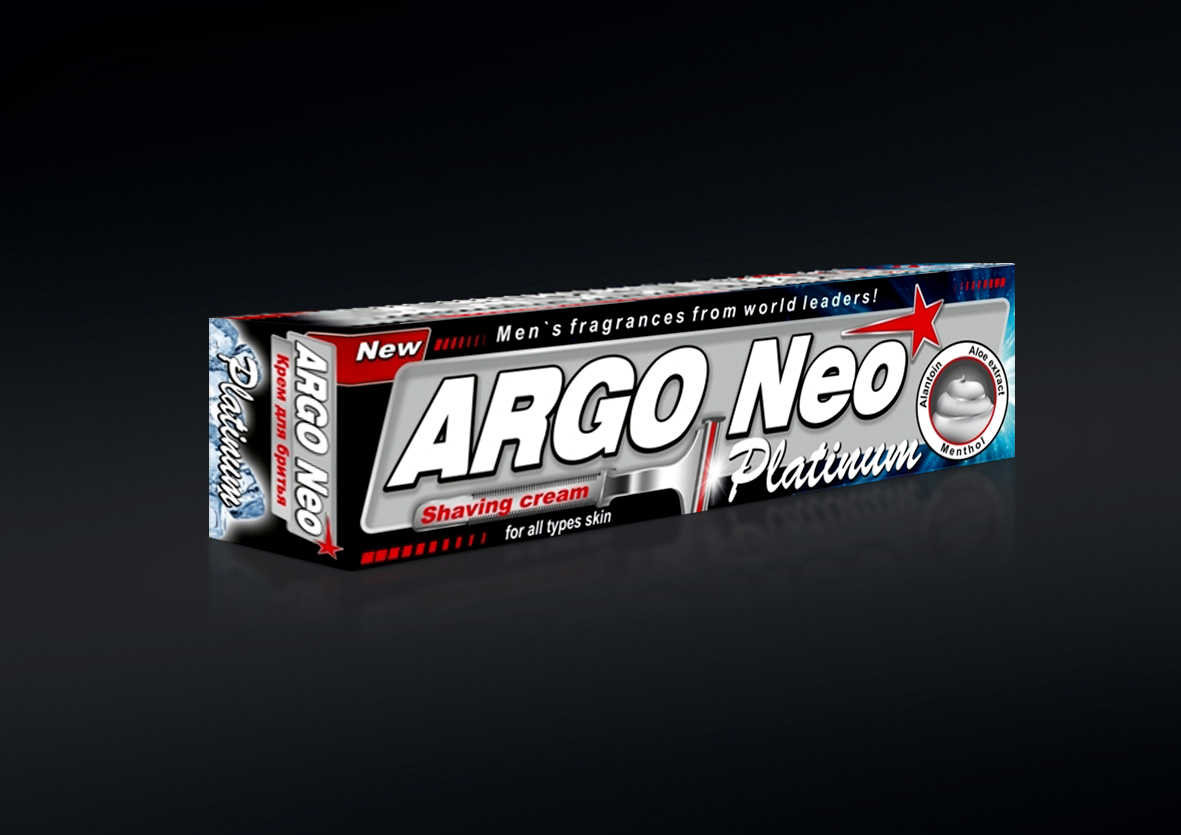 New
Men`s fragrances from world leaders!
ARGO Neo
Platinum
Shaving cream
for all types skin
Alantoin
Aloe extract
Menthol
ARGO Neo
Крем для бритья
Platinum